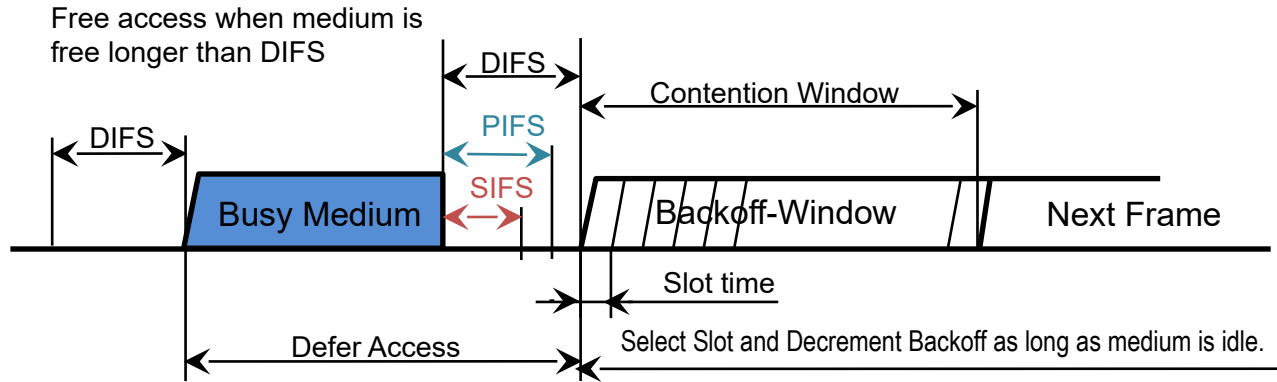 Free access when medium is
free longer than DIFS
DIFS
Contention Window
DIFS
PIFS
SIFS
Busy Medium
Backoff-Window
Next Frame
Slot time
Defer Access
Select Slot and Decrement Backoff as long as medium is idle.